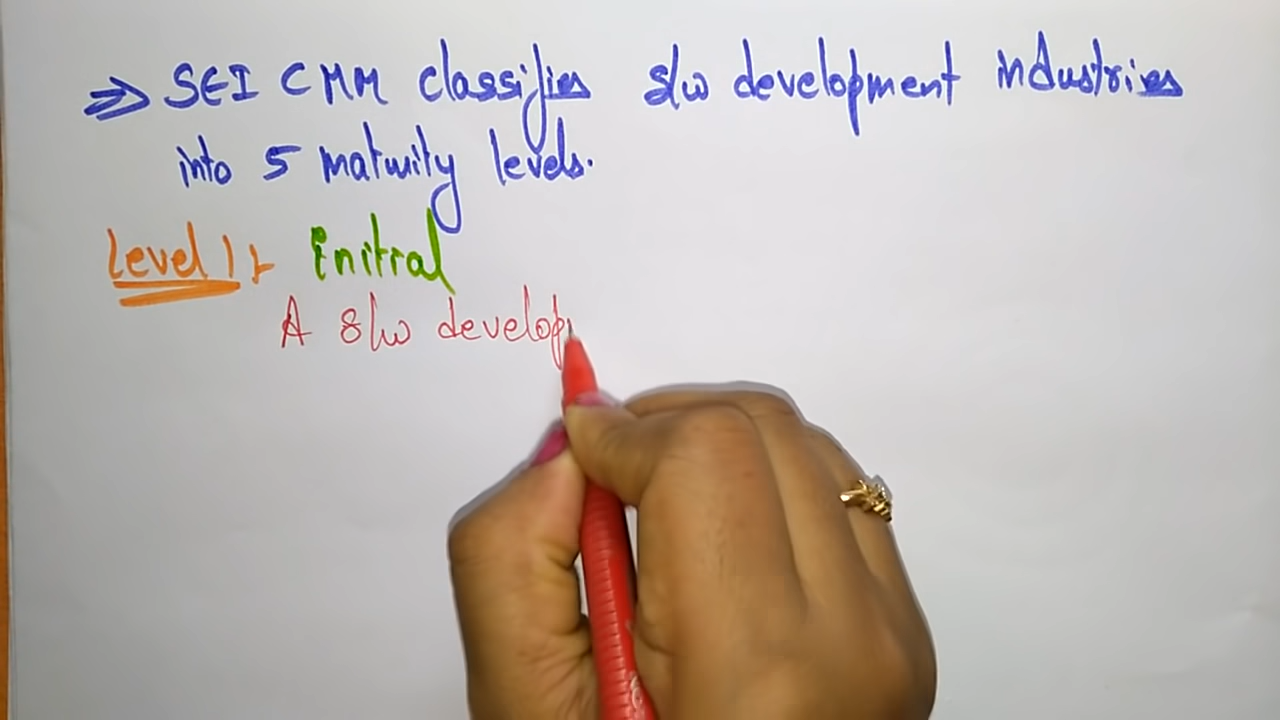 ⇒ SEI CMM classifies s/w development industries
into 5 maturity levels.
Level 1:- Initial
A s/w develop